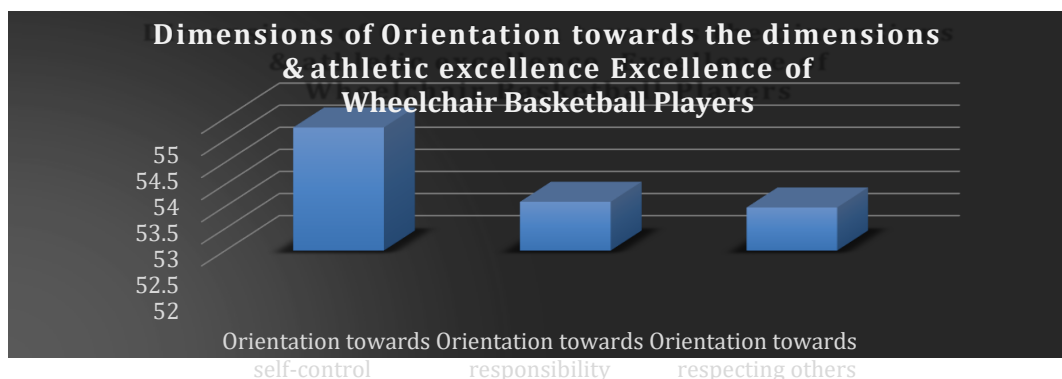 Dimensions of Orientation towards the dimensions
& athletic excellence Excellence of
Wheelchair Basketball Players
55
54.5
54
53.5
53
52.5
52
Orientation towards Orientation towards Orientation towards
self-control responsibility respecting others